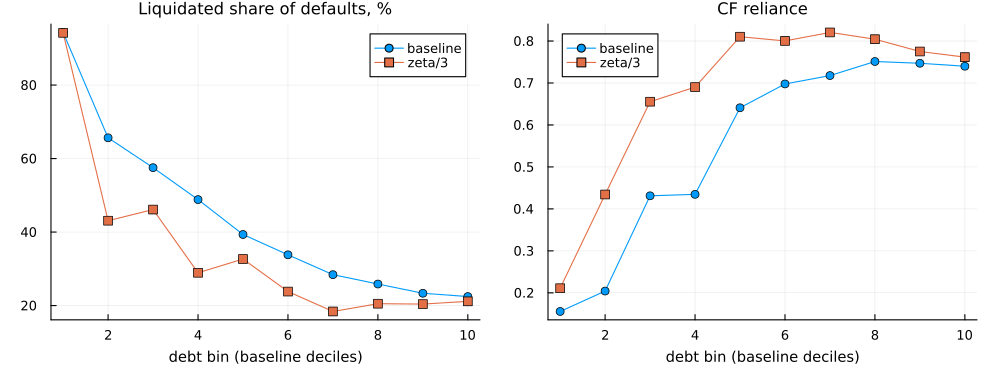 Liquidated share of defaults, %
baseline
zeta/3
80
60
40
20
2 4 6 8 10
debt bin (baseline deciles)
CF reliance
baseline
zeta/3
0.8
0.7
0.6
0.5
0.4
0.3
0.2
2 4 6 8 10
debt bin (baseline deciles)